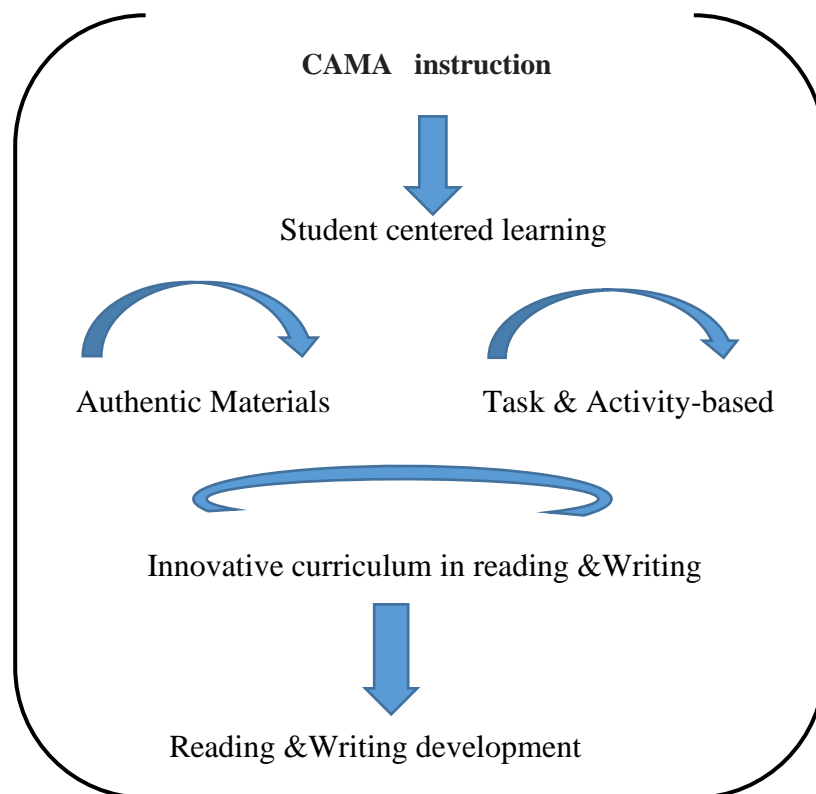 CAMA instruction
Student centered learning
Authentic Materials
Task & Activity-based
Innovative curriculum in reading &Writing
Reading &Writing development